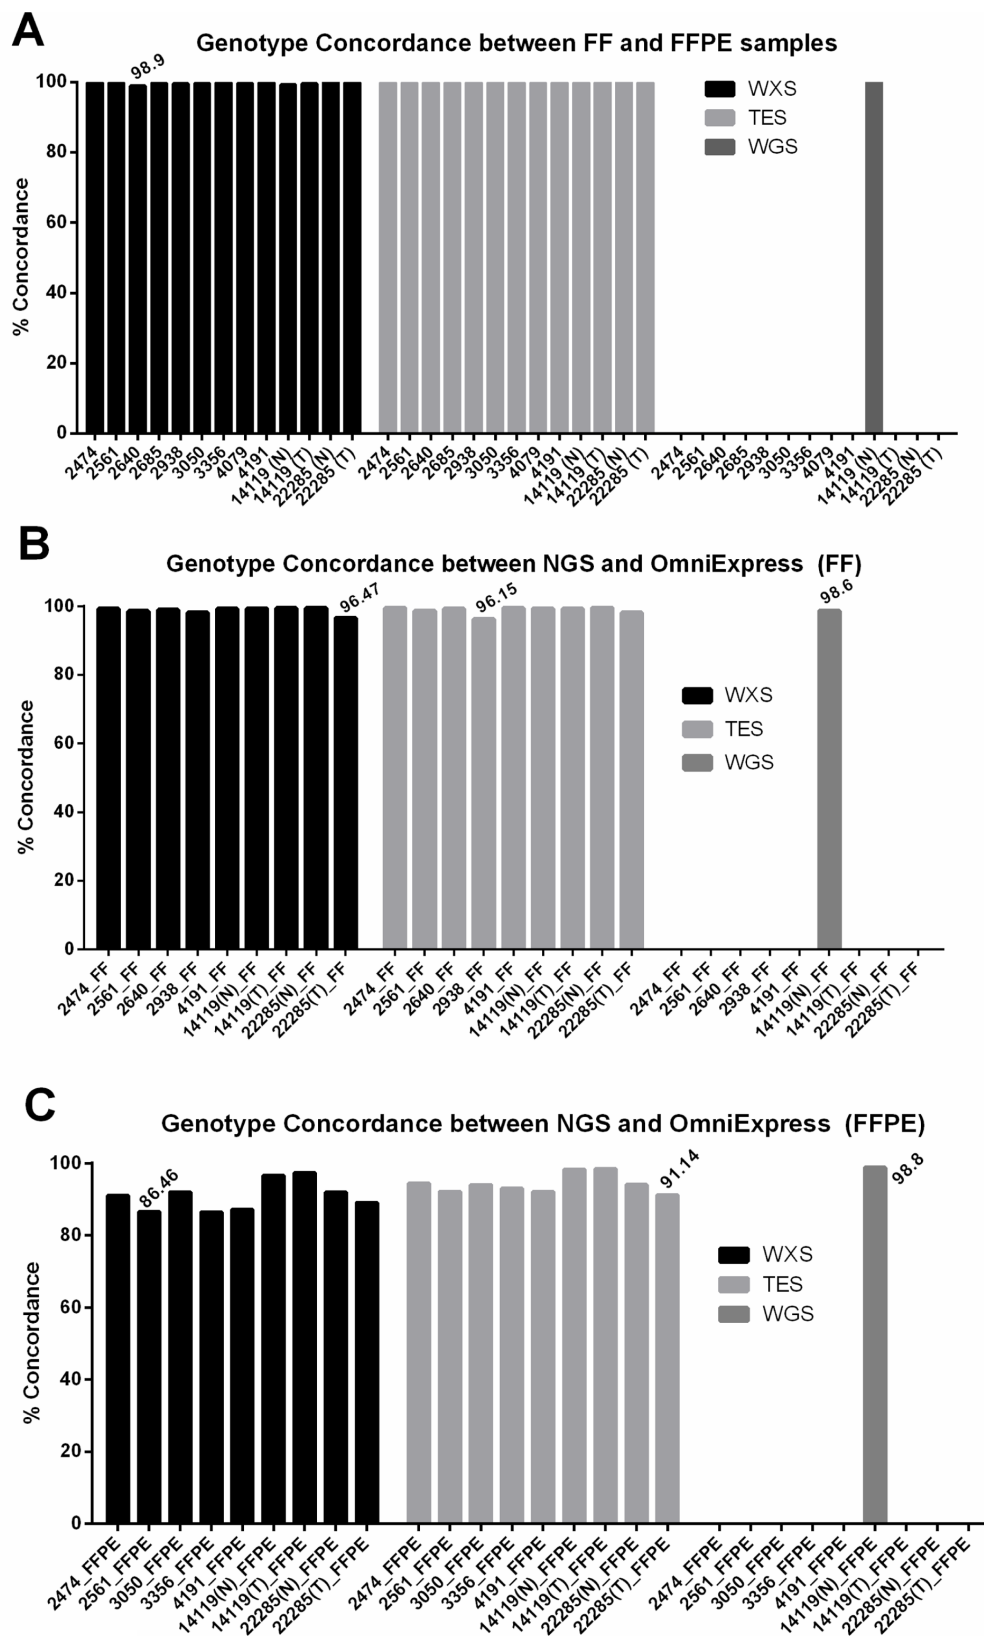 A
Genotype Concordance between FF and FFPE samples
98.9
WXS
TES
WGS
% Concordance
100
80
60
40
20
0
2474
2561
2640
2685
2938
3050
3356
4079
4191
14119 (N)
14119 (T)
22285 (N)
22285 (T)
2474
2561
2640
2685
2938
3050
3356
4079
4191
14119 (N)
14119 (T)
22285 (N)
22285 (T)
2474
2561
2640
2685
2938
3050
3356
4079
4191
14119 (N)
14119 (T)
22285 (N)
22285 (T)
B
Genotype Concordance between NGS and OmniExpress (FF)
96.47
96.15
98.6
WXS
TES
WGS
% Concordance
100
80
60
40
20
0
2474_FF
2561_FF
2640_FF
2938_FF
4191_FF
14119(N)_FF
14119(T)_FF
22285(N)_FF
22285(T)_FF
2474_FF
2561_FF
2640_FF
2938_FF
4191_FF
14119(N)_FF
14119(T)_FF
22285(N)_FF
22285(T)_FF
2474_FF
2561_FF
2640_FF
2938_FF
4191_FF
14119(N)_FF
14119(T)_FF
22285(N)_FF
22285(T)_FF
C
Genotype Concordance between NGS and OmniExpress (FFPE)
86.46
91.14
98.8
WXS
TES
WGS
% Concordance
100
80
60
40
20
0
2474_FFPE
2561_FFPE
3050_FFPE
3356_FFPE
4191_FFPE
14119(N)_FFPE
14119(T)_FFPE
22285(N)_FFPE
22285(T)_FFPE
2474_FFPE
2561_FFPE
3050_FFPE
3356_FFPE
4191_FFPE
14119(N)_FFPE
14119(T)_FFPE
22285(N)_FFPE
22285(T)_FFPE
2474_FFPE
2561_FFPE
3050_FFPE
3356_FFPE
4191_FFPE
14119(N)_FFPE
14119(T)_FFPE
22285(N)_FFPE
22285(T)_FFPE